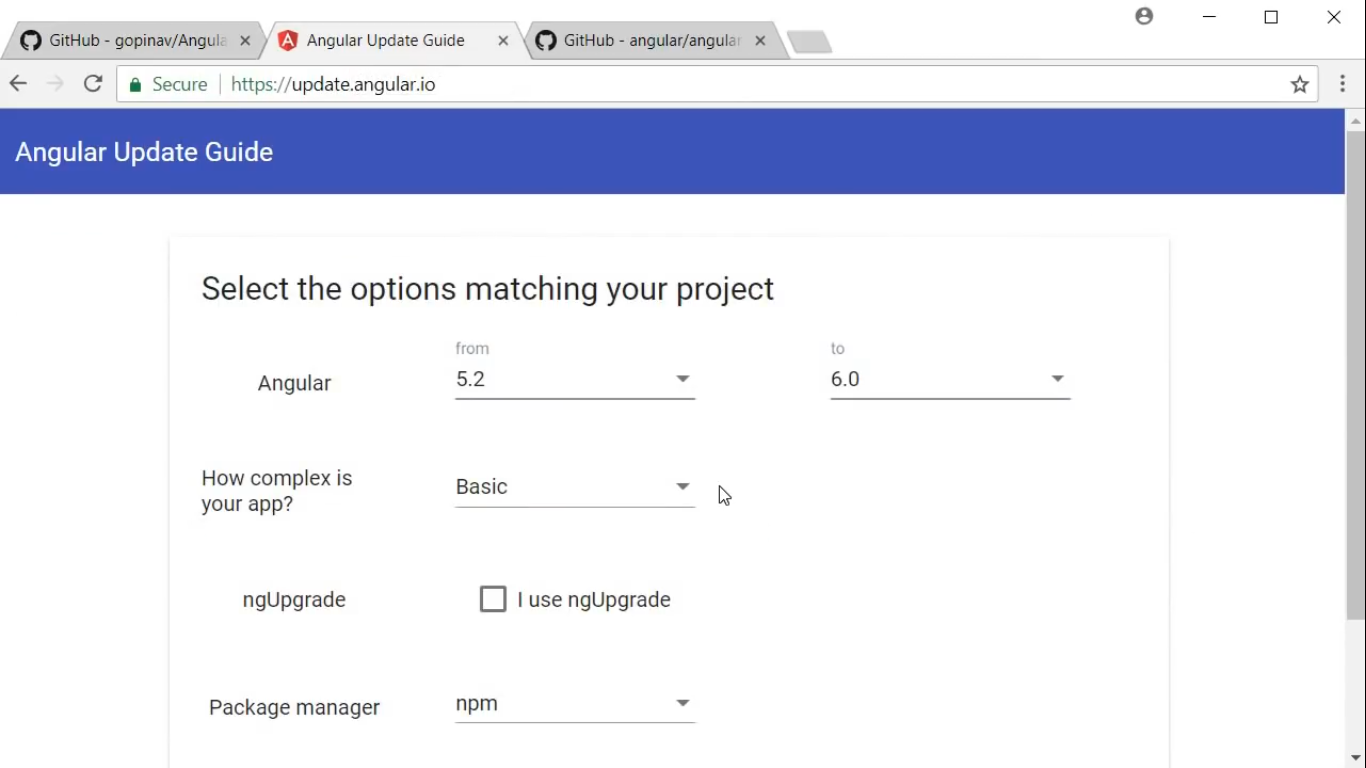 GitHub - gopinav/Angula
Angular Update Guide
GitHub - angular/angular
Secure
https://update.angular.io
Angular Update Guide
Select the options matching your project
from
to
Angular
5.2
6.0
How complex is
your app?
Basic
ngUpgrade
I use ngUpgrade
Package manager
npm